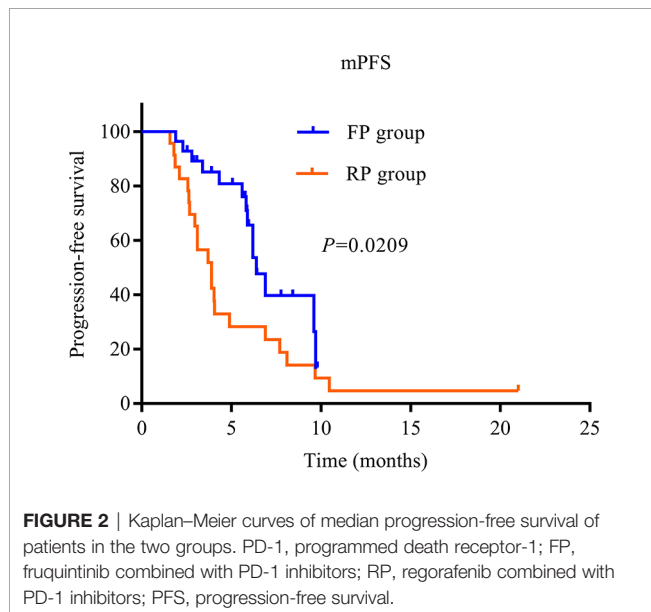 mPFS
FP group
RP group
P=0.0209
Progression-free survival
100
80
60
40
20
0
0 5 10 15 20 25
Time (months)
FIGURE 2 | Kaplan–Meier curves of median progression-free survival of
patients in the two groups. PD-1, programmed death receptor-1; FP,
fruquintinib combined with PD-1 inhibitors; RP, regorafenib combined with
PD-1 inhibitors; PFS, progression-free survival.